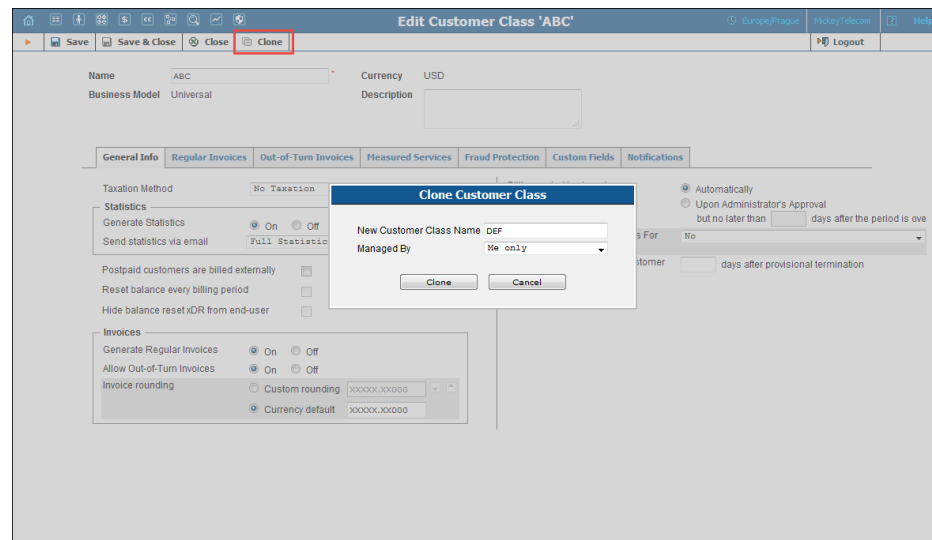 Edit Customer Class 'ABC'
Europe/Prague
MickeyTelecom
Help
Save
Save & Close
Close
Clone
Logout
Name ABC *
Currency USD
Business Model Universal
Description
General Info
Regular Invoices
Out-of-Turn Invoices
Measured Services
Fraud Protection
Custom Fields
Notifications
Taxation Method No Taxation
Statistics
Generate Statistics On Off
Send statistics via email Full Statistic
Postpaid customers are billed externally
Reset balance every billing period
Hide balance reset xDR from end-user
Invoices
Generate Regular Invoices On Off
Allow Out-of-Turn Invoices On Off
Invoice rounding Custom rounding XXXXX.XX000
Currency default XXXXX.XX000
Clone Customer Class
New Customer Class Name DEF
Managed By Me only
Clone Cancel
Automatically
Upon Administrator's Approval
but no later than days after the period is ove
s For No
stomer days after provisional termination